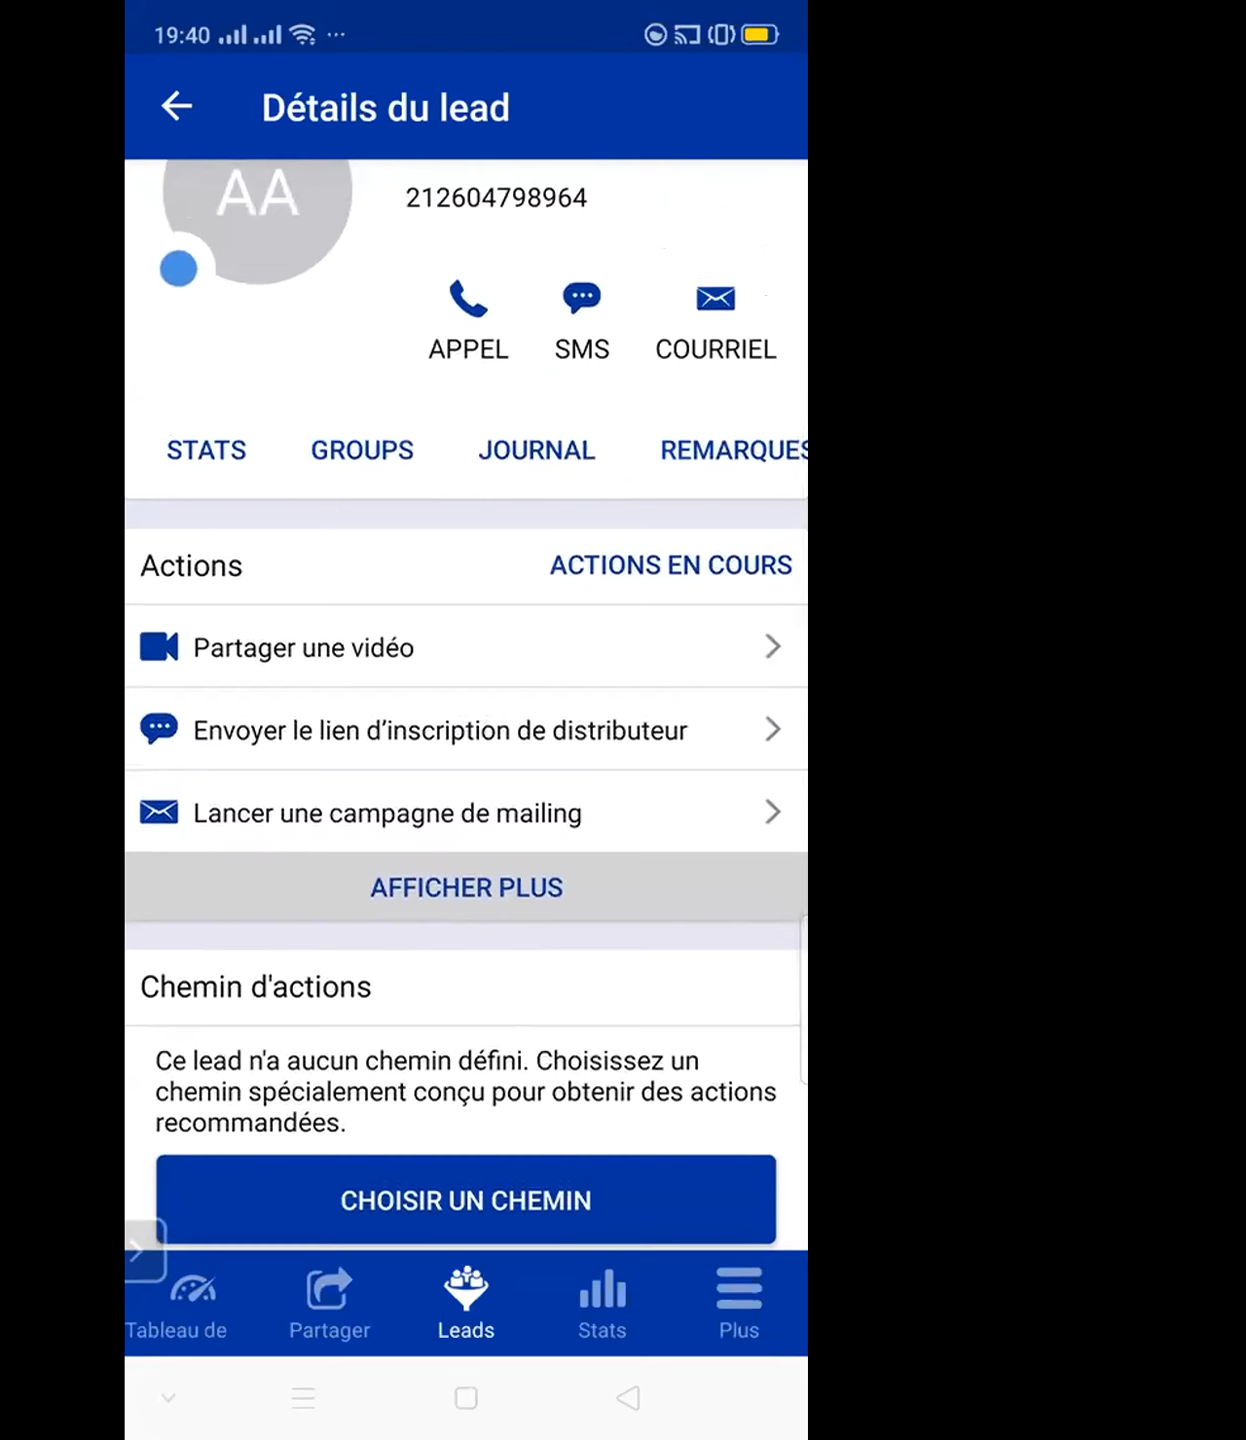 19:40
Détails du lead
AA
212604798964
APPEL SMS COURRIEL
STATS GROUPS JOURNAL REMARQUES
Actions ACTIONS EN COURS
Partager une vidéo
Envoyer le lien d’inscription de distributeur
Lancer une campagne de mailing
AFFICHER PLUS
Chemin d'actions
Ce lead n'a aucun chemin défini. Choisissez un
chemin spécialement conçu pour obtenir des actions
recommandées.
CHOISIR UN CHEMIN
Tableau de Partager Leads Stats Plus